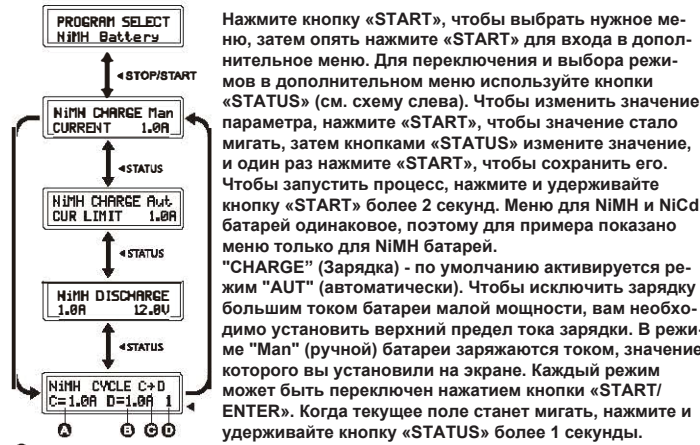 PROGRAM SELECT
NiMH Battery
◄STOP/START
NiMH CHARGE Man
CURRENT 1.0A
◄STATUS
NiMH CHARGE Aut
CUR LIMIT 1.0A
◄STATUS
NiMH DISCHARGE
1.0A 12.0V
◄STATUS
NiMH CYCLE C→D
C=1.0A D=1.0A 1
A B C D
Нажмите кнопку «START», чтобы выбрать нужное ме-
ню, затем опять нажмите «START» для входа в допол-
нительное меню. Для переключения и выбора режи-
мов в дополнительном меню используйте кнопки
«STATUS» (см. схему слева). Чтобы изменить значение
параметра, нажмите «START», чтобы значение стало
мигать, затем кнопками «STATUS» измените значение,
и один раз нажмите «START», чтобы сохранить его.
Чтобы запустить процесс, нажмите и удерживайте
кнопку «START» более 2 секунд. Меню для NiMH и NiCd
батарей одинаковое, поэтому для примера показано
меню только для NiMH батарей.
"CHARGE” (Зарядка) - по умолчанию активируется ре-
жим "AUT" (автоматически). Чтобы исключить зарядку
большим током батареи малой мощности, вам необхо-
димо установить верхний предел тока зарядки. В режи-
ме "Man" (ручной) батареи заряжаются током, значение
которого вы установили на экране. Каждый режим
может быть переключен нажатием кнопки «START/
ENTER». Когда текущее поле станет мигать, нажмите и
удерживайте кнопку «STATUS» более 1 секунды.